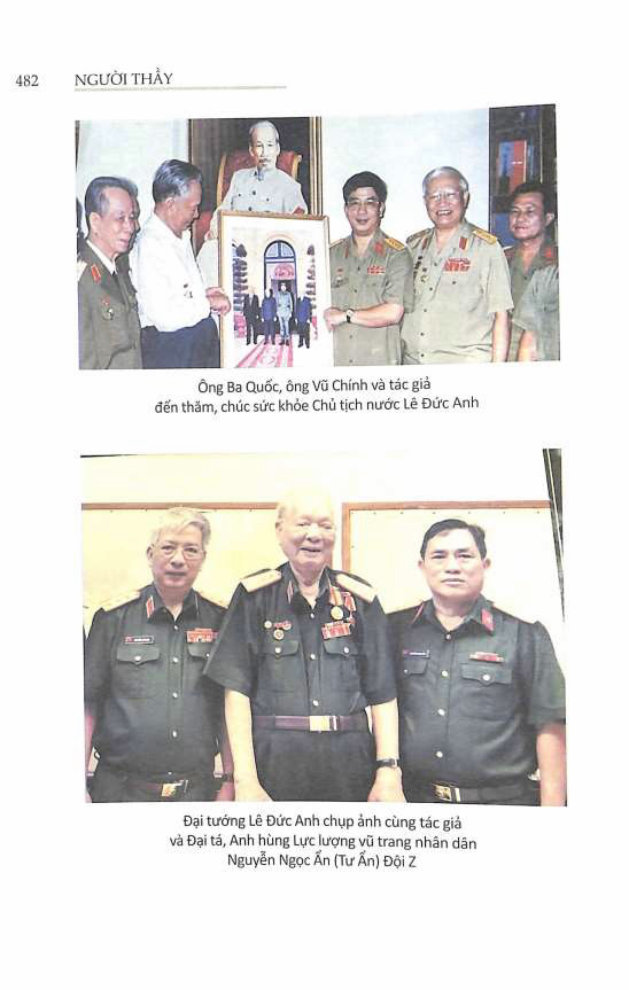 482 NGƯỜI THẦY
Ông Ba Quốc, ông Vũ Chính và tác giả
đến thăm, chúc sức khỏe Chủ tịch nước Lê Đức Anh
Đại tướng Lê Đức Anh chụp ảnh cùng tác giả
và Đại tá, Anh hùng Lực lượng vũ trang nhân dân
Nguyễn Ngọc Ẩn (Tư Ẩn) Đội Z